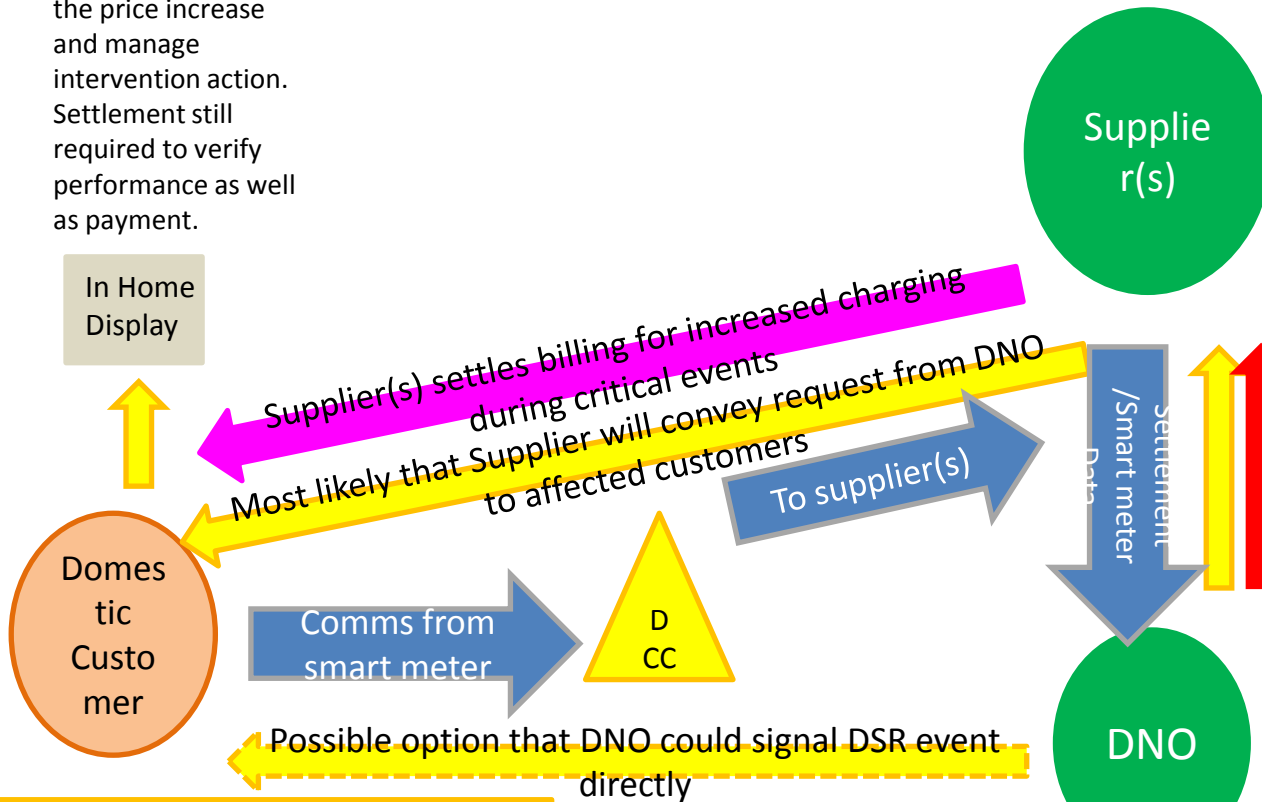 the price increase
and manage
intervention action.
Settlement still
required to verify
performance as well
as payment.
Supplie
r(s)
In Home
Display
Supplier(s) settles billing for increased charging
during critical events
Most likely that Supplier will convey request from DNO
to affected customers
To supplier(s)
Settlement
/Smart meter
Data
Domes
tic
Custo
mer
Comms from
smart meter
D
CC
Possible option that DNO could signal DSR event
directly
DNO